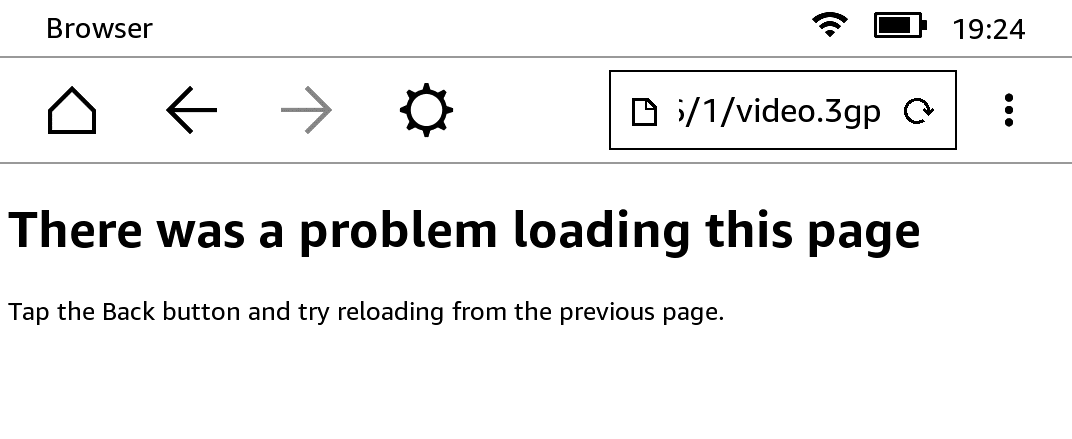 Browser 19:24
/1/video.3gp
There was a problem loading this page
Tap the Back button and try reloading from the previous page.